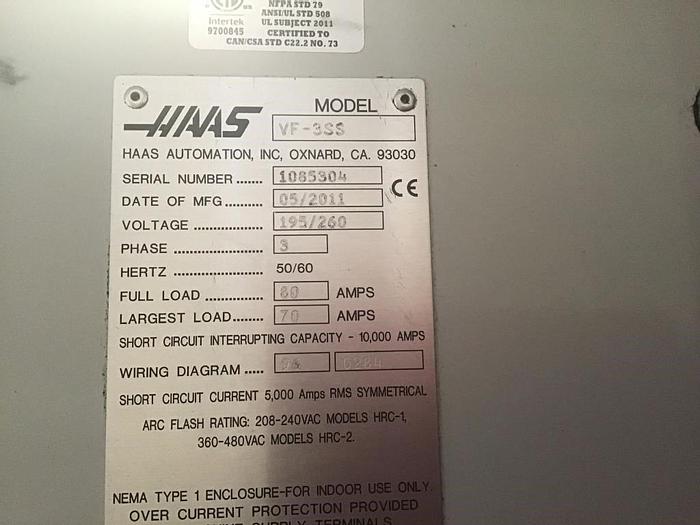 NFPA STD 79
ANSI/UL STD 508
Intertek UL SUBJECT 2011
9700845 CERTIFIED TO
CAN/CSA STD C22.2 NO. 73
HAAS MODEL VF-3SS
HAAS AUTOMATION, INC, OXNARD, CA. 93030
SERIAL NUMBER ....... 1085304
CE
DATE OF MFG ........... 05/2011
VOLTAGE .................. 195/260
PHASE ....................... 3
HERTZ ....................... 50/60
FULL LOAD ............... 80 AMPS
LARGEST LOAD ........ 70 AMPS
SHORT CIRCUIT INTERRUPTING CAPACITY - 10,000 AMPS
WIRING DIAGRAM .....
SHORT CIRCUIT CURRENT 5,000 Amps RMS SYMMETRICAL
ARC FLASH RATING: 208-240VAC MODELS HRC-1,
360-480VAC MODELS HRC-2.
NEMA TYPE 1 ENCLOSURE-FOR INDOOR USE ONLY.
OVER CURRENT PROTECTION PROVIDED
SUPPLY TERMINALS